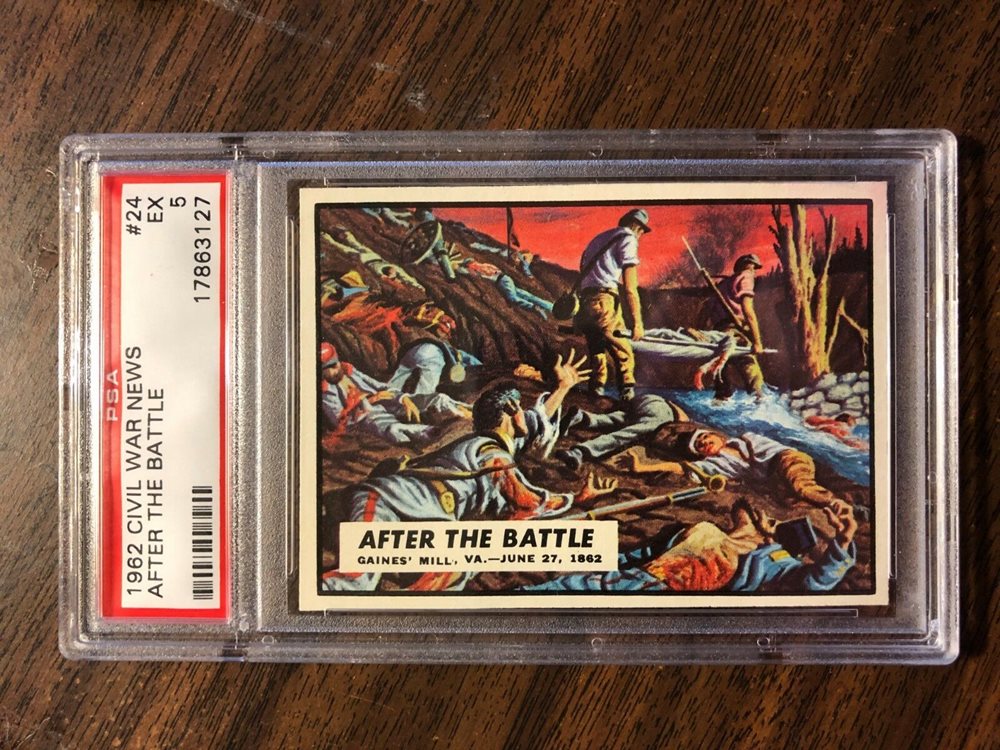 1962 CIVIL WAR NEWS #24
AFTER THE BATTLE EX
5
PSA 17863127
AFTER THE BATTLE
GAINES' MILL, VA.—JUNE 27, 1862